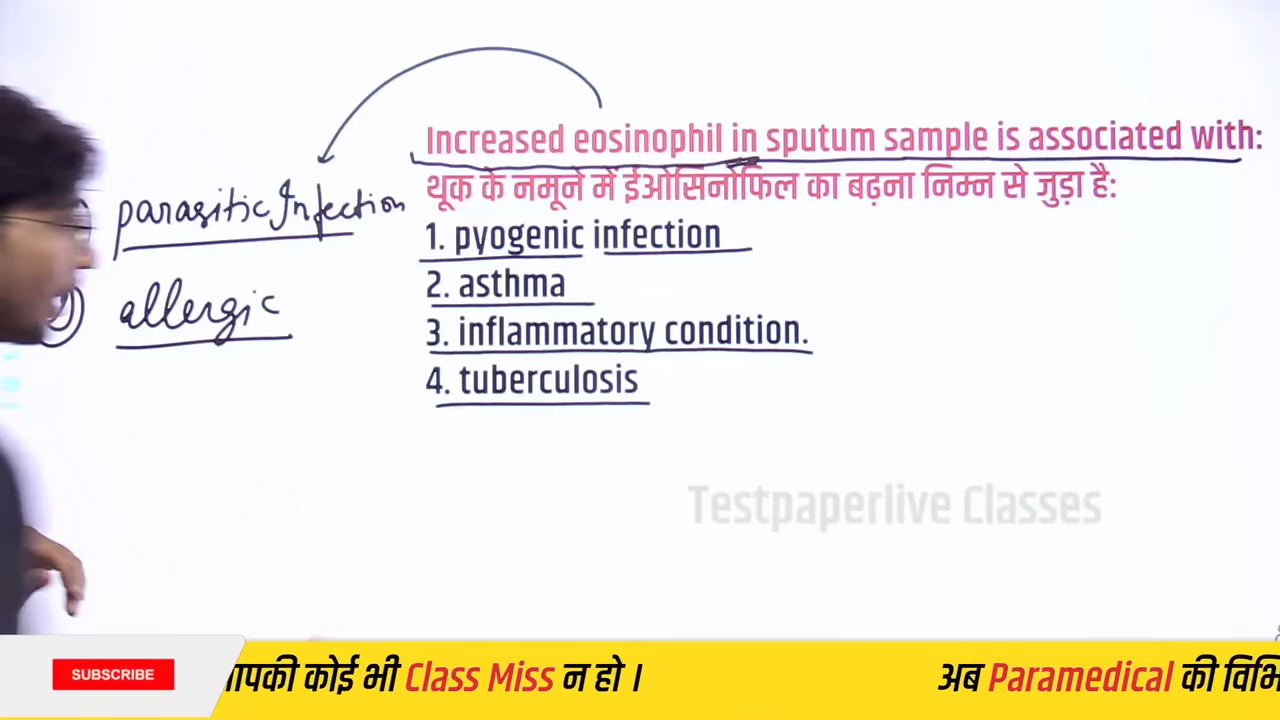 Increased eosinophil in sputum sample is associated with:
थूक के नमूने में ईओसिनोफिल का बढ़ना निम्न से जुड़ा है:
1. pyogenic infection
2. asthma
3. inflammatory condition.
4. tuberculosis
parasitic Infection
allergic
Testpaperlive Classes
SUBSCRIBE
आपकी कोई भी Class Miss न हो । अब Paramedical की